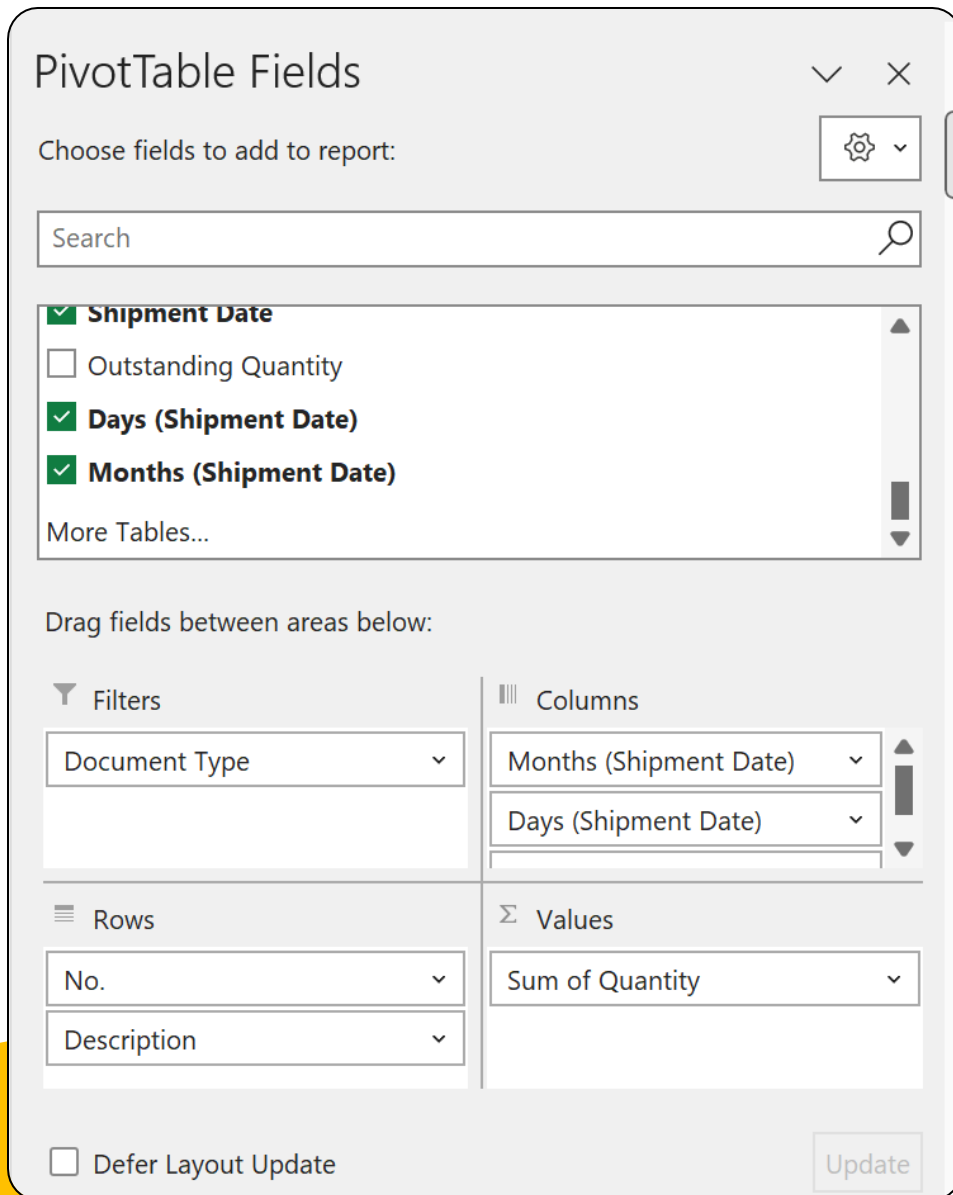 PivotTable Fields
Choose fields to add to report:
Search
Shipment Date
Outstanding Quantity
Days (Shipment Date)
Months (Shipment Date)
More Tables...
Drag fields between areas below:
Filters
Document Type
Columns
Months (Shipment Date)
Days (Shipment Date)
Rows
No.
Description
Σ Values
Sum of Quantity
Defer Layout Update
Update